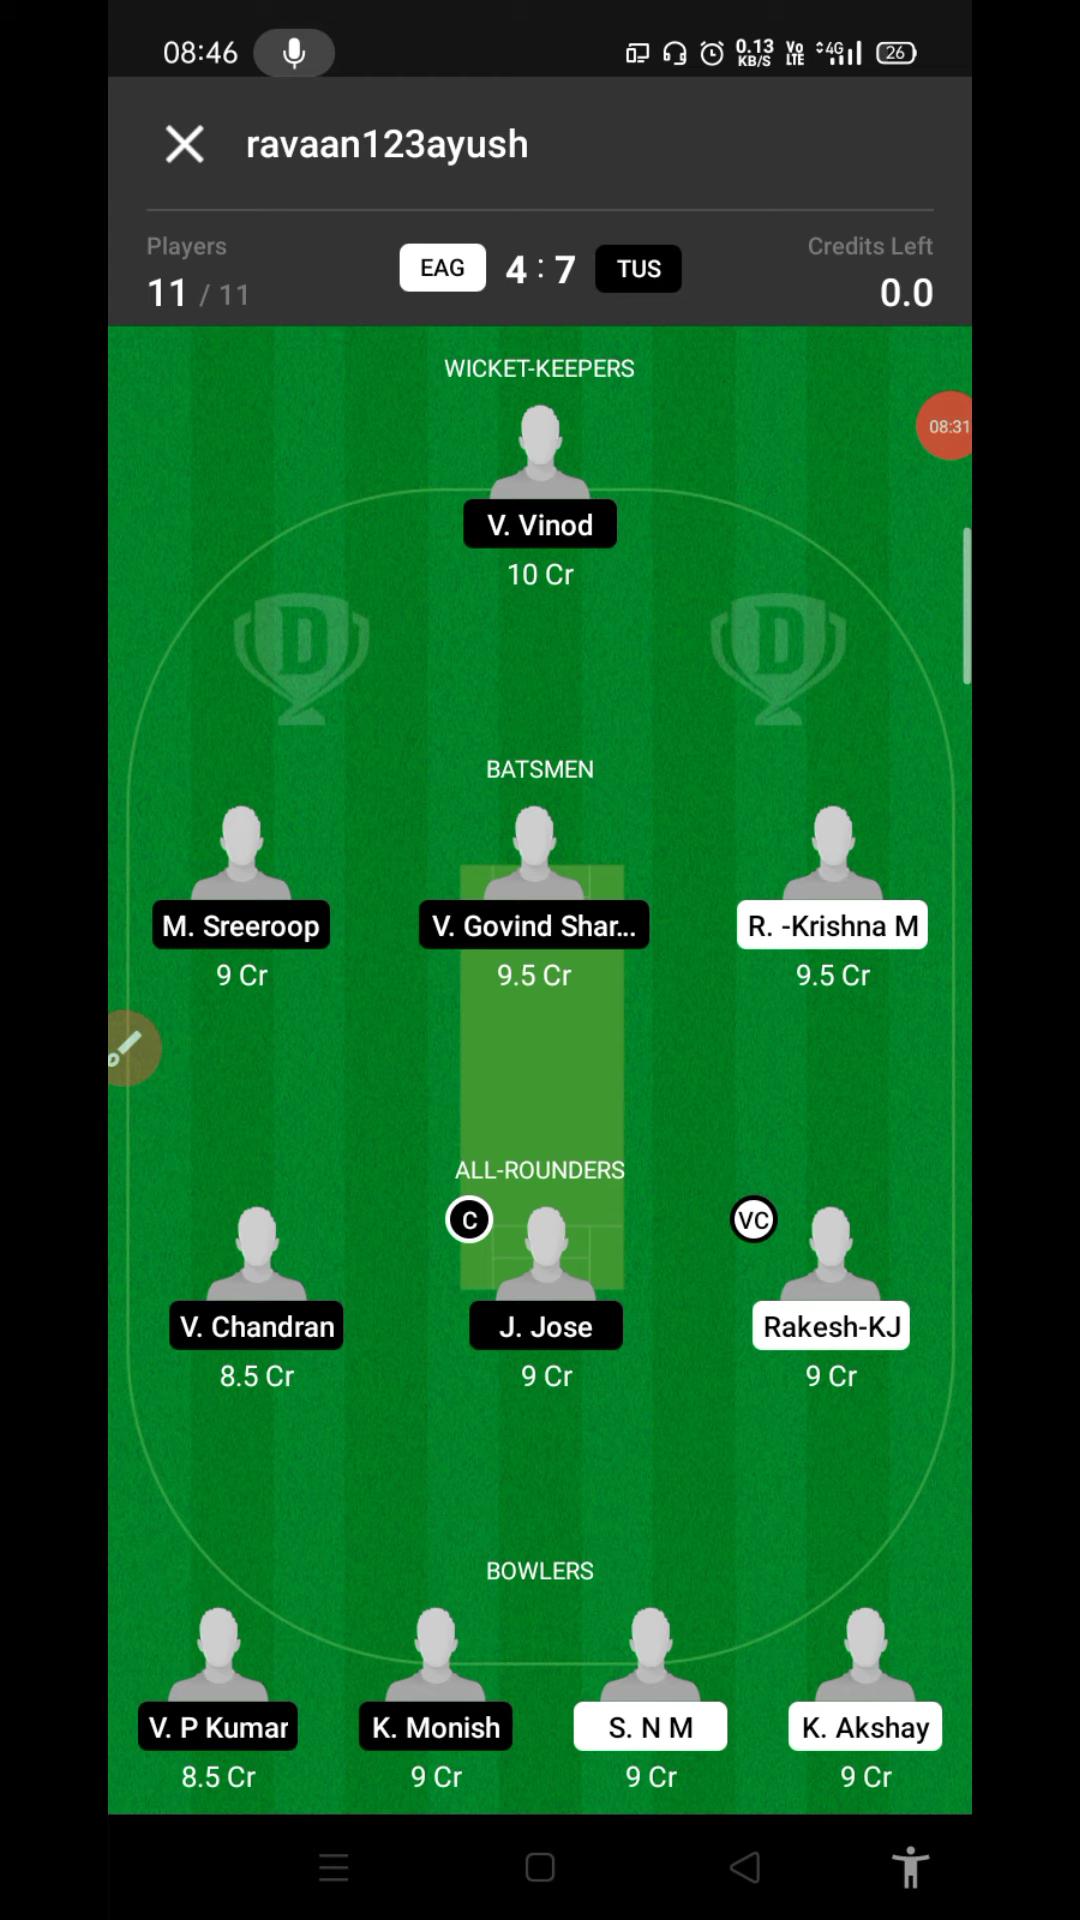 08:46
0.13
KB/S
Vo
LTE
4G
26
ravaan123ayush
Players
11 / 11
EAG 4 : 7 TUS
Credits Left
0.0
WICKET-KEEPERS
08:31
V. Vinod
10 Cr
D D
BATSMEN
M. Sreeroop V. Govind Shar... R. -Krishna M
9 Cr 9.5 Cr 9.5 Cr
ALL-ROUNDERS
C VC
V. Chandran J. Jose Rakesh-KJ
8.5 Cr 9 Cr 9 Cr
BOWLERS
V. P Kumar K. Monish S. N M K. Akshay
8.5 Cr 9 Cr 9 Cr 9 Cr